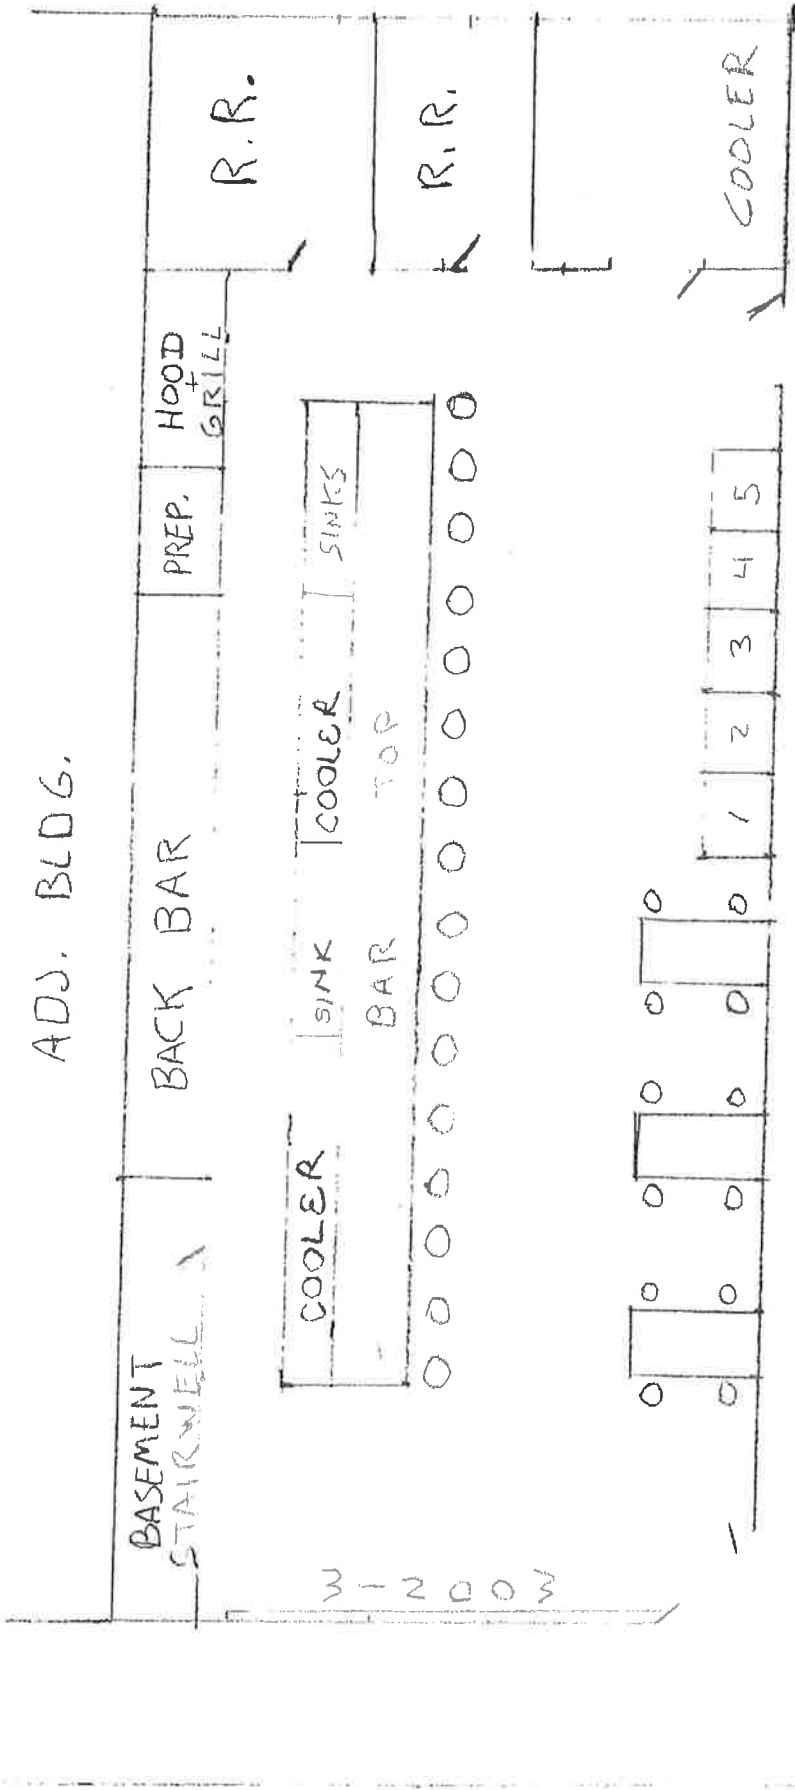 ADJ. BLDG.
BASEMENT
STAIRWELL
BACK BAR
PREP.
HOOD
+
GRILL
R.R.
COOLER
SINK
COOLER
SINKS
BAR TOP
R.R.
3-2003
1 2 3 4 5
COOLER